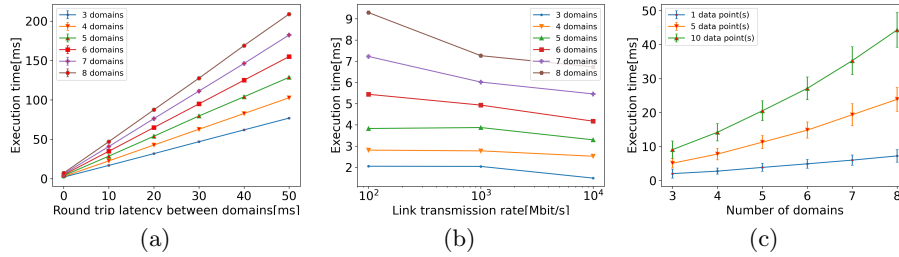 3 domains
4 domains
5 domains
6 domains
7 domains
8 domains
Execution time[ms]
200
150
100
50
0
0 10 20 30 40 50
Round trip latency between domains[ms]
(a)
3 domains
4 domains
5 domains
6 domains
7 domains
8 domains
Execution time[ms]
9
8
7
6
5
4
3
2
10² 10³ 10⁴
Link transmission rate[Mbit/s]
(b)
1 data point(s)
5 data point(s)
10 data point(s)
Execution time[ms]
50
40
30
20
10
0
3 4 5 6 7 8
Number of domains
(c)